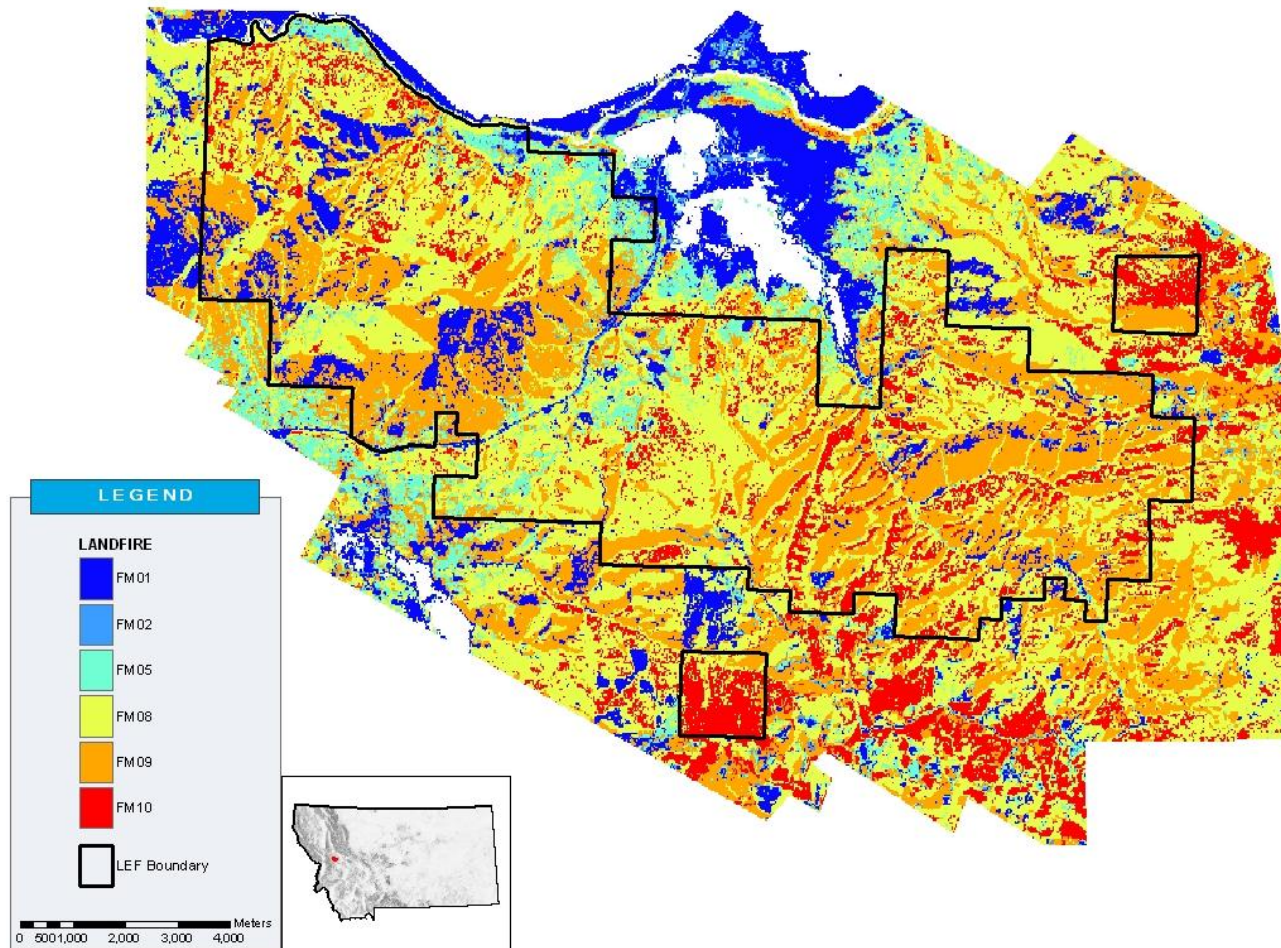 LEGEND
LANDFIRE
FM01
FM02
FM05
FM08
FM09
FM10
LEF Boundary
Meters
0 500 1,000 2,000 3,000 4,000